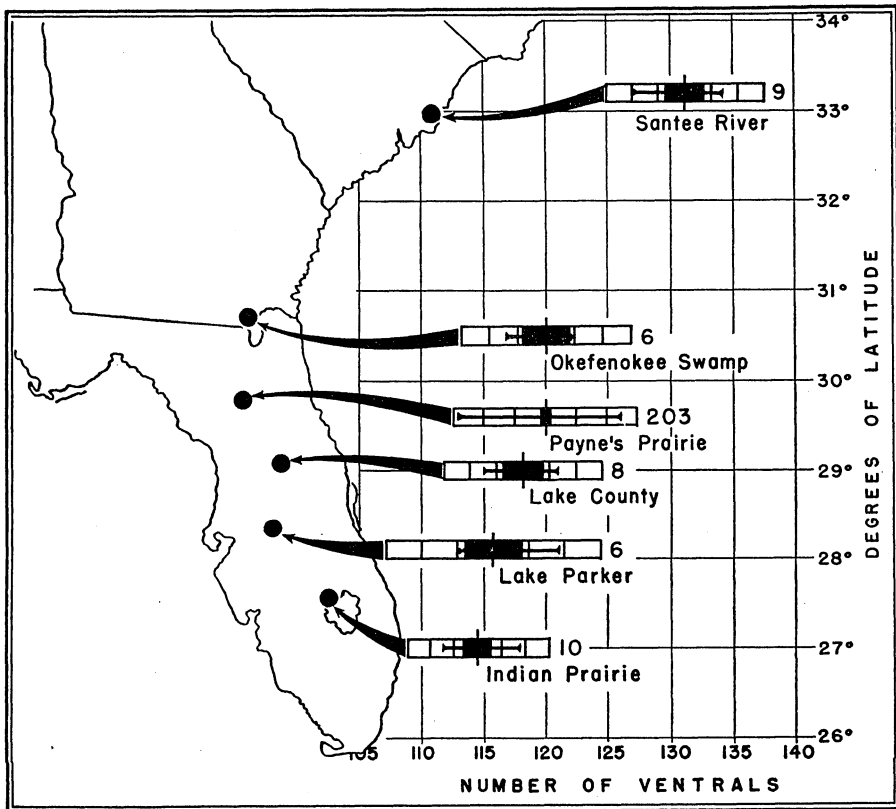 34°
9
33°
Santee River
32°
31°
6
Okefenokee Swamp
30°
203
Payne's Prairie
29°
8
Lake County
28°
6
Lake Parker
10
27°
Indian Prairie
26°
DEGREES OF LATITUDE
105 110 115 120 125 130 135 140
NUMBER OF VENTRALS